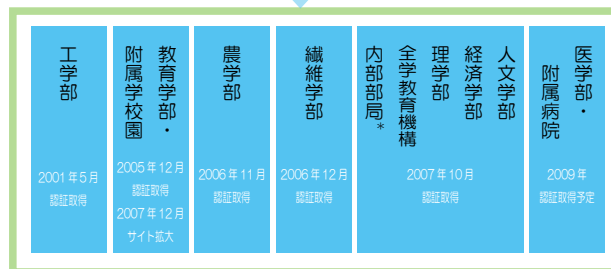 工学部
2001年5月
認証取得
教育学部・
附属学校園
2005年12月
認証取得
2007年12月
サイト拡大
農学部
2006年11月
認証取得
繊維学部
2006年12月
認証取得
人文学部
経済学部
理学部
全学教育機構
内部部局*
2007年10月
認証取得
医学部・
附属病院
2009年
認証取得予定